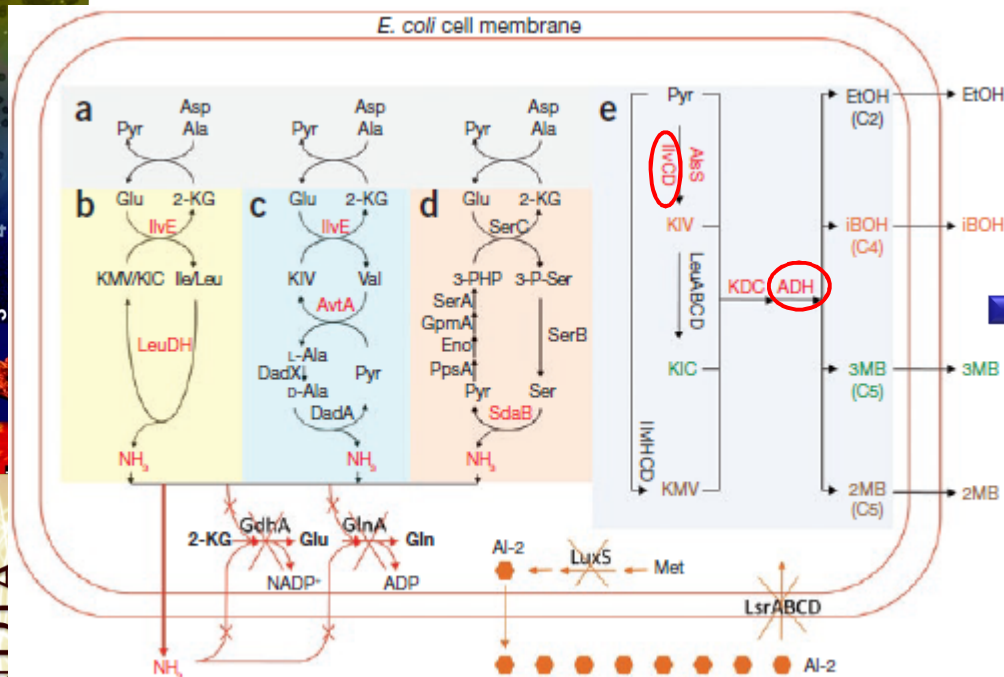 E. coli cell membrane
a
Pyr
Asp
Ala
Pyr
Asp
Ala
Pyr
Asp
Ala
b
Glu
2-KG
IlvE
KMV/KIC
Ile/Leu
LeuDH
NH3
c
Glu
2-KG
IlvE
KIV
Val
AvtA
L-Ala
DadX
Pyr
D-Ala
DadA
NH3
d
Glu
2-KG
SerC
3-PHP
3-P-Ser
SerA
GpmA
Eno
PpsA
SerB
Pyr
Ser
SdaB
NH3
e
Pyr
IlvCD
AlsS
KIV
LeuABCD
KIC
IlvIHCD
KMV
KDC
ADH
EtOH
(C2)
EtOH
iBOH
(C4)
iBOH
3MB
(C5)
3MB
2MB
(C5)
2MB
2-KG
GdhA
Glu
GlnA
Gln
NADP+
ADP
AI-2
LuxS
Met
LsrABCD
NH3
AI-2